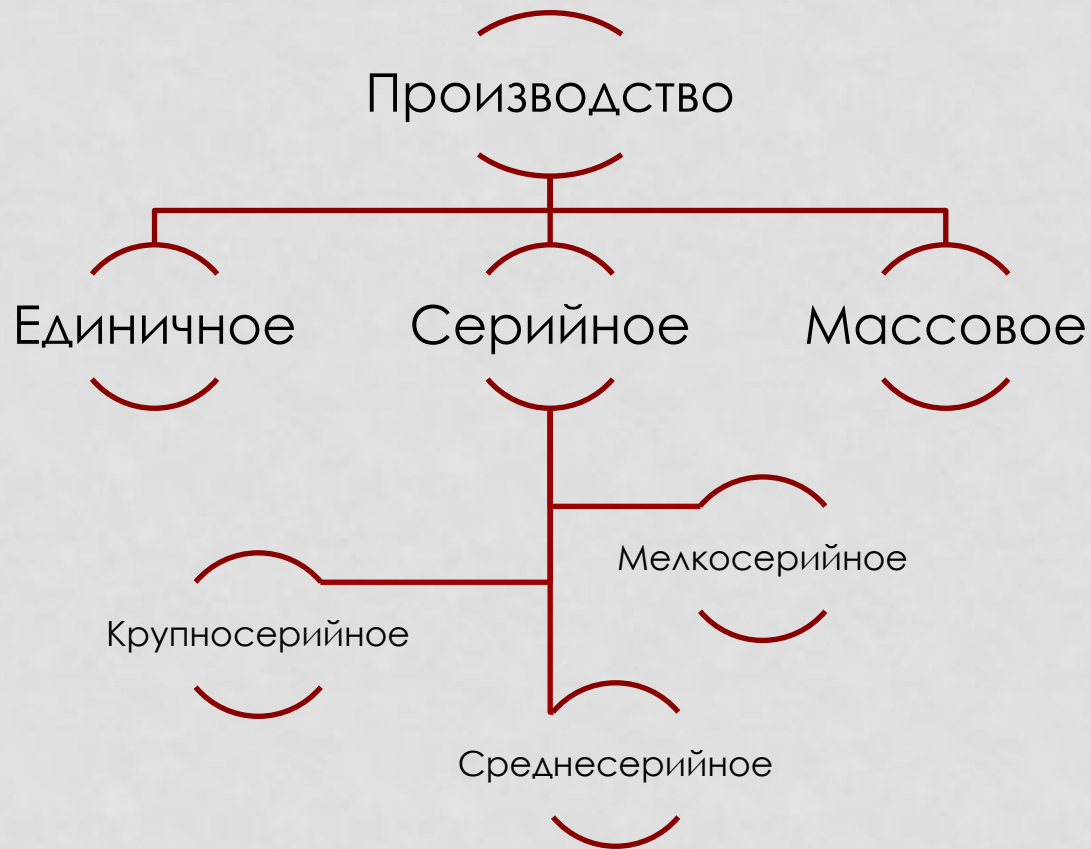 Производство
Единичное
Серийное
Массовое
Мелкосерийное
Крупносерийное
Среднесерийное